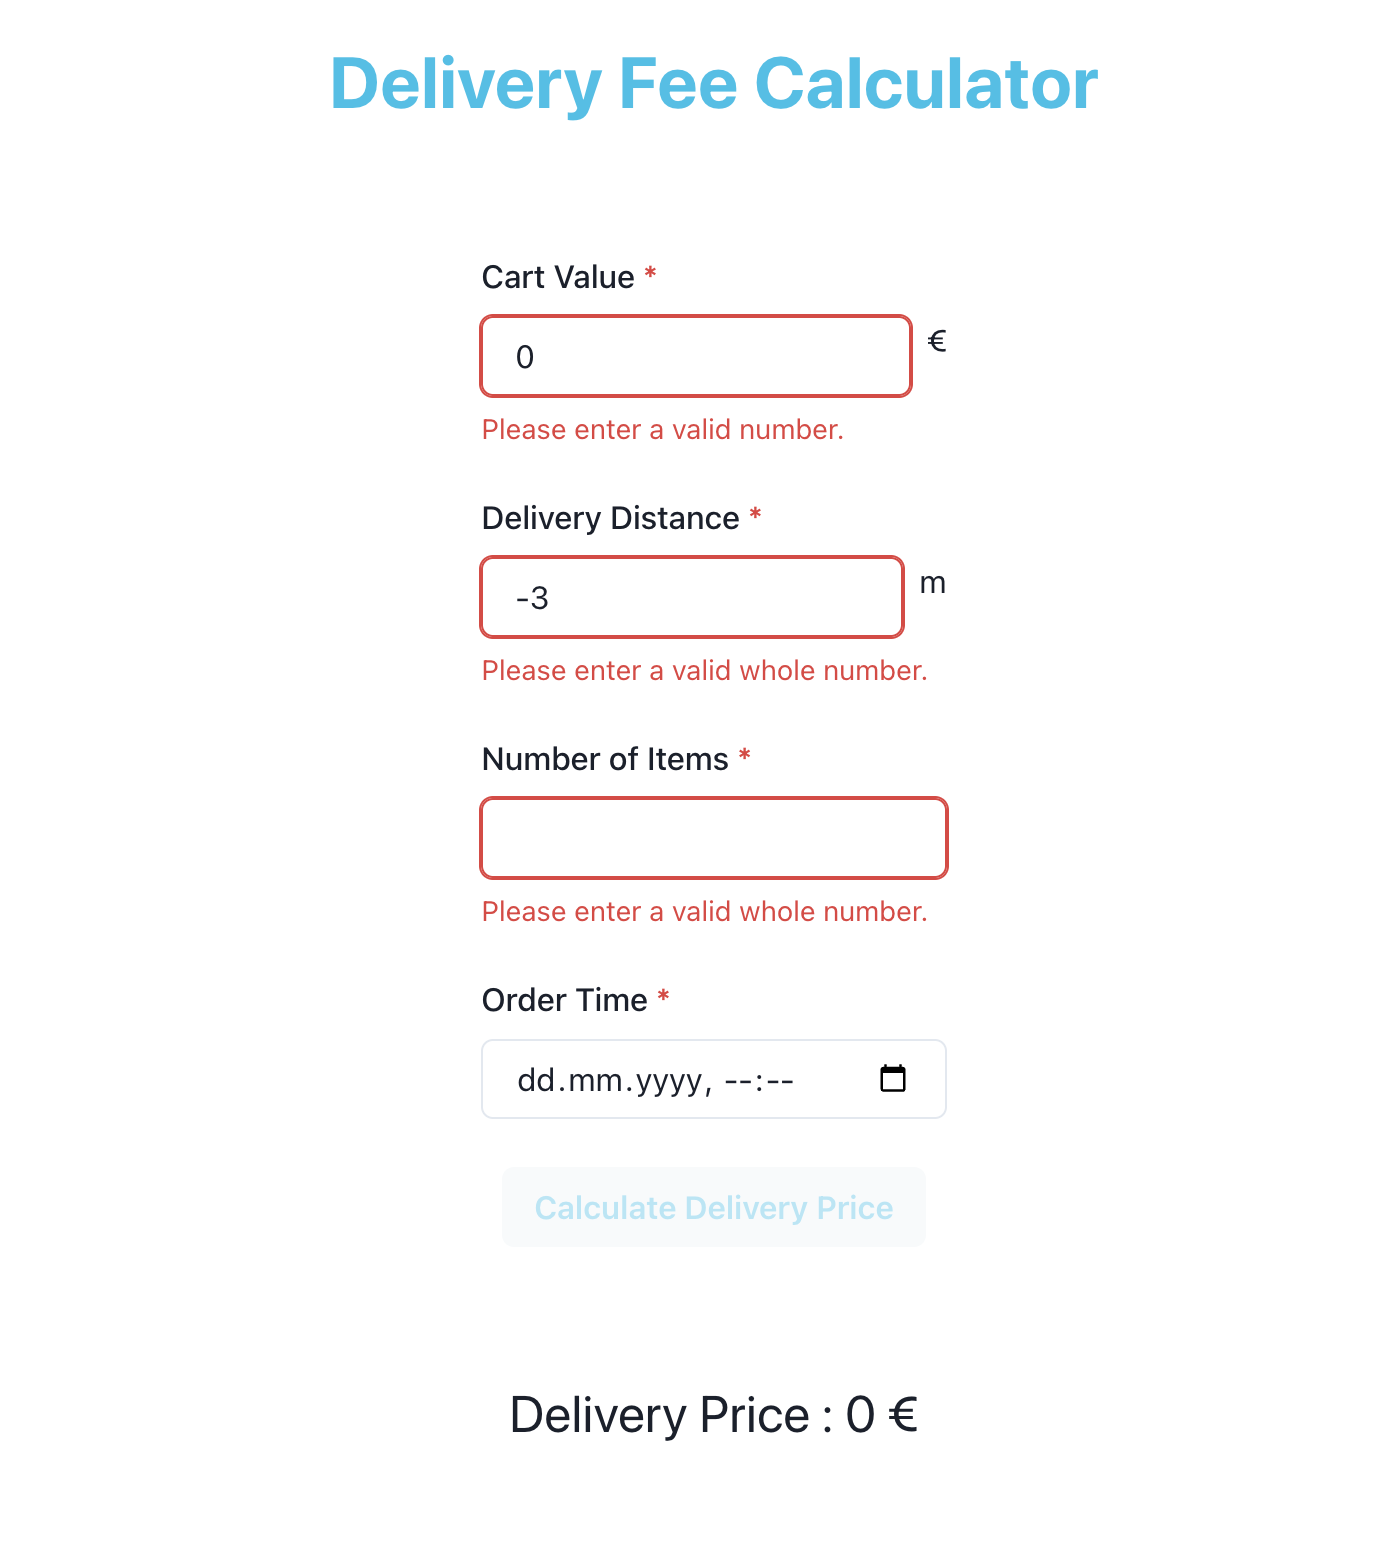 Delivery Fee Calculator
Cart Value *
0 €
Please enter a valid number.
Delivery Distance *
-3 m
Please enter a valid whole number.
Number of Items *
Please enter a valid whole number.
Order Time *
dd.mm.yyyy, --:--
Calculate Delivery Price
Delivery Price : 0 €